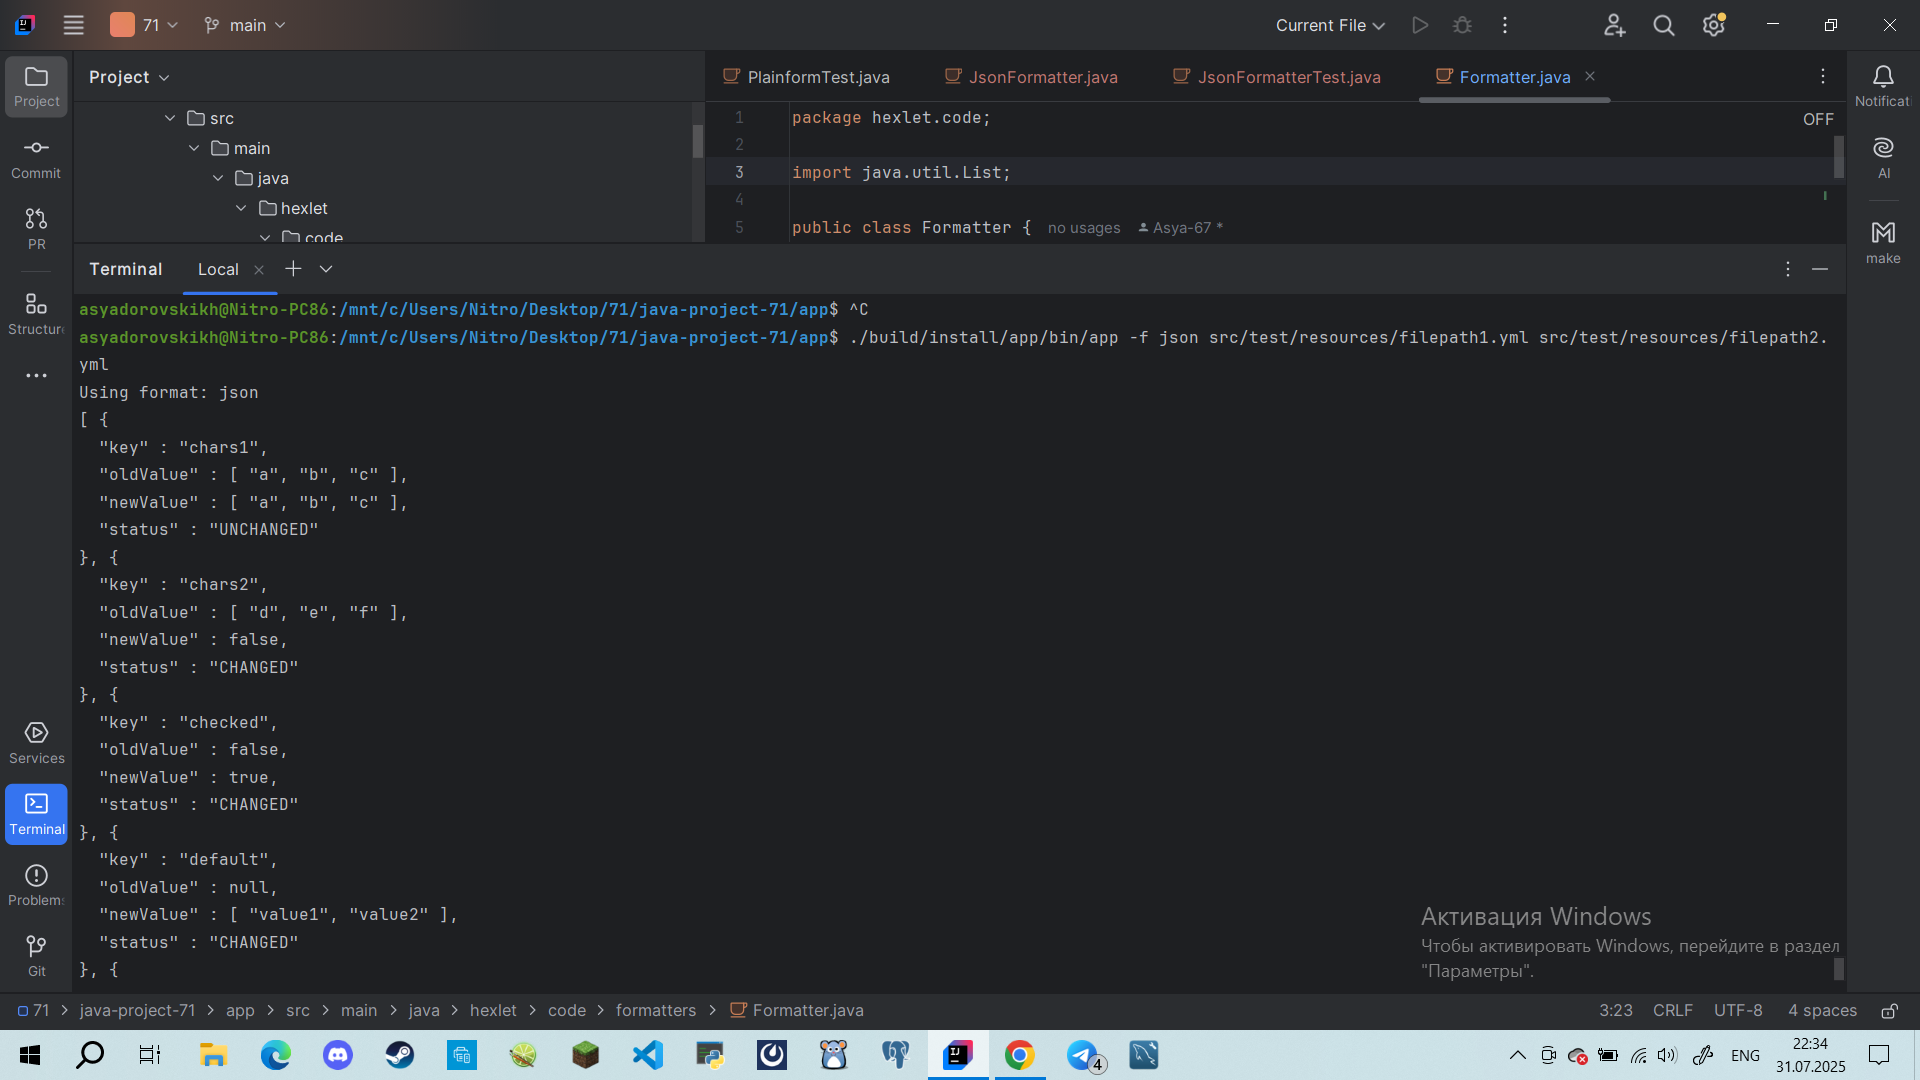 71
main
Current File
Project
Commit
PR
Structure
Services
Terminal
Problems
Git
Project
src
main
java
hexlet
code
PlainformTest.java
JsonFormatter.java
JsonFormatterTest.java
Formatter.java
OFF
1 package hexlet.code;
2
3 import java.util.List;
4
5 public class Formatter { no usages Asya-67 *
Notificati
AI
make
Terminal
Local
asyadorovskikh@Nitro-PC86:/mnt/c/Users/Nitro/Desktop/71/java-project-71/app$ ^C
asyadorovskikh@Nitro-PC86:/mnt/c/Users/Nitro/Desktop/71/java-project-71/app$ ./build/install/app/bin/app -f json src/test/resources/filepath1.yml src/test/resources/filepath2.
yml
Using format: json
[ {
"key" : "chars1",
"oldValue" : [ "a", "b", "c" ],
"newValue" : [ "a", "b", "c" ],
"status" : "UNCHANGED"
}, {
"key" : "chars2",
"oldValue" : [ "d", "e", "f" ],
"newValue" : false,
"status" : "CHANGED"
}, {
"key" : "checked",
"oldValue" : false,
"newValue" : true,
"status" : "CHANGED"
}, {
"key" : "default",
"oldValue" : null,
"newValue" : [ "value1", "value2" ],
"status" : "CHANGED"
}, {
Активация Windows
Чтобы активировать Windows, перейдите в раздел
"Параметры".
71 > java-project-71 > app > src > main > java > hexlet > code > formatters > Formatter.java
3:23 CRLF UTF-8 4 spaces
4
ENG
22:34
31.07.2025